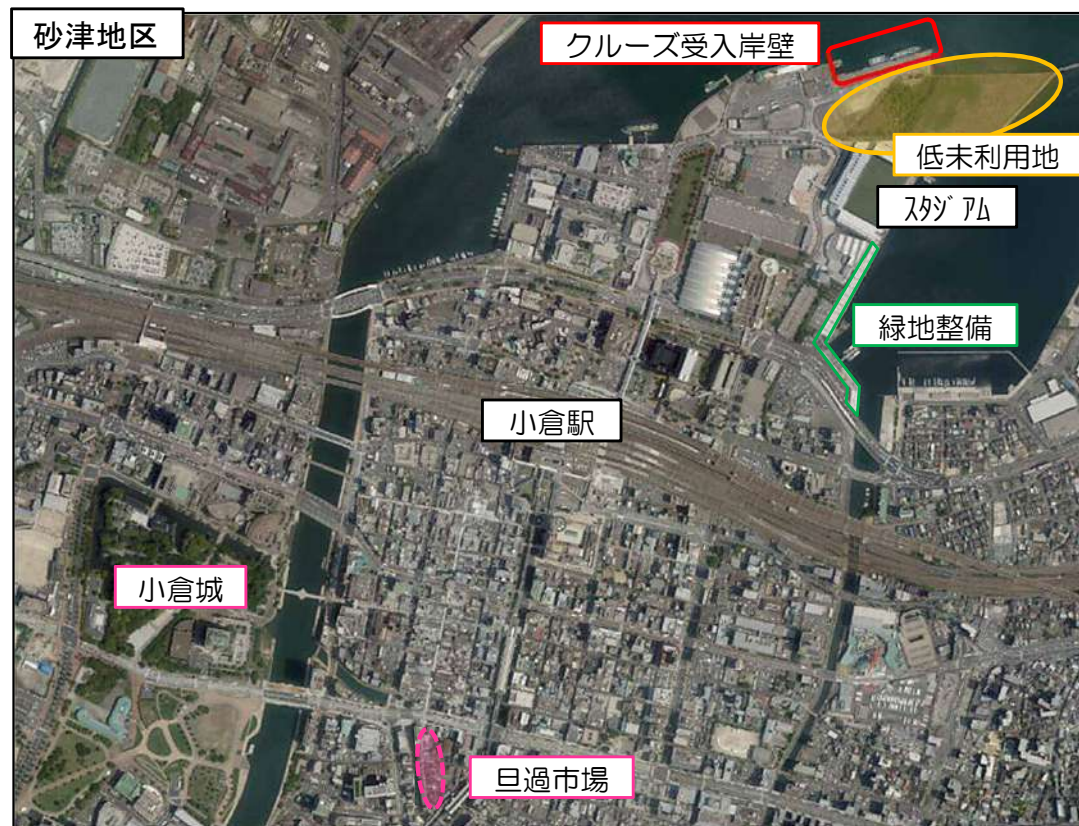 砂津地区
クルーズ受入岸壁
低未利用地
ｽﾀｼﾞｱﾑ
緑地整備
小倉駅
小倉城
旦過市場